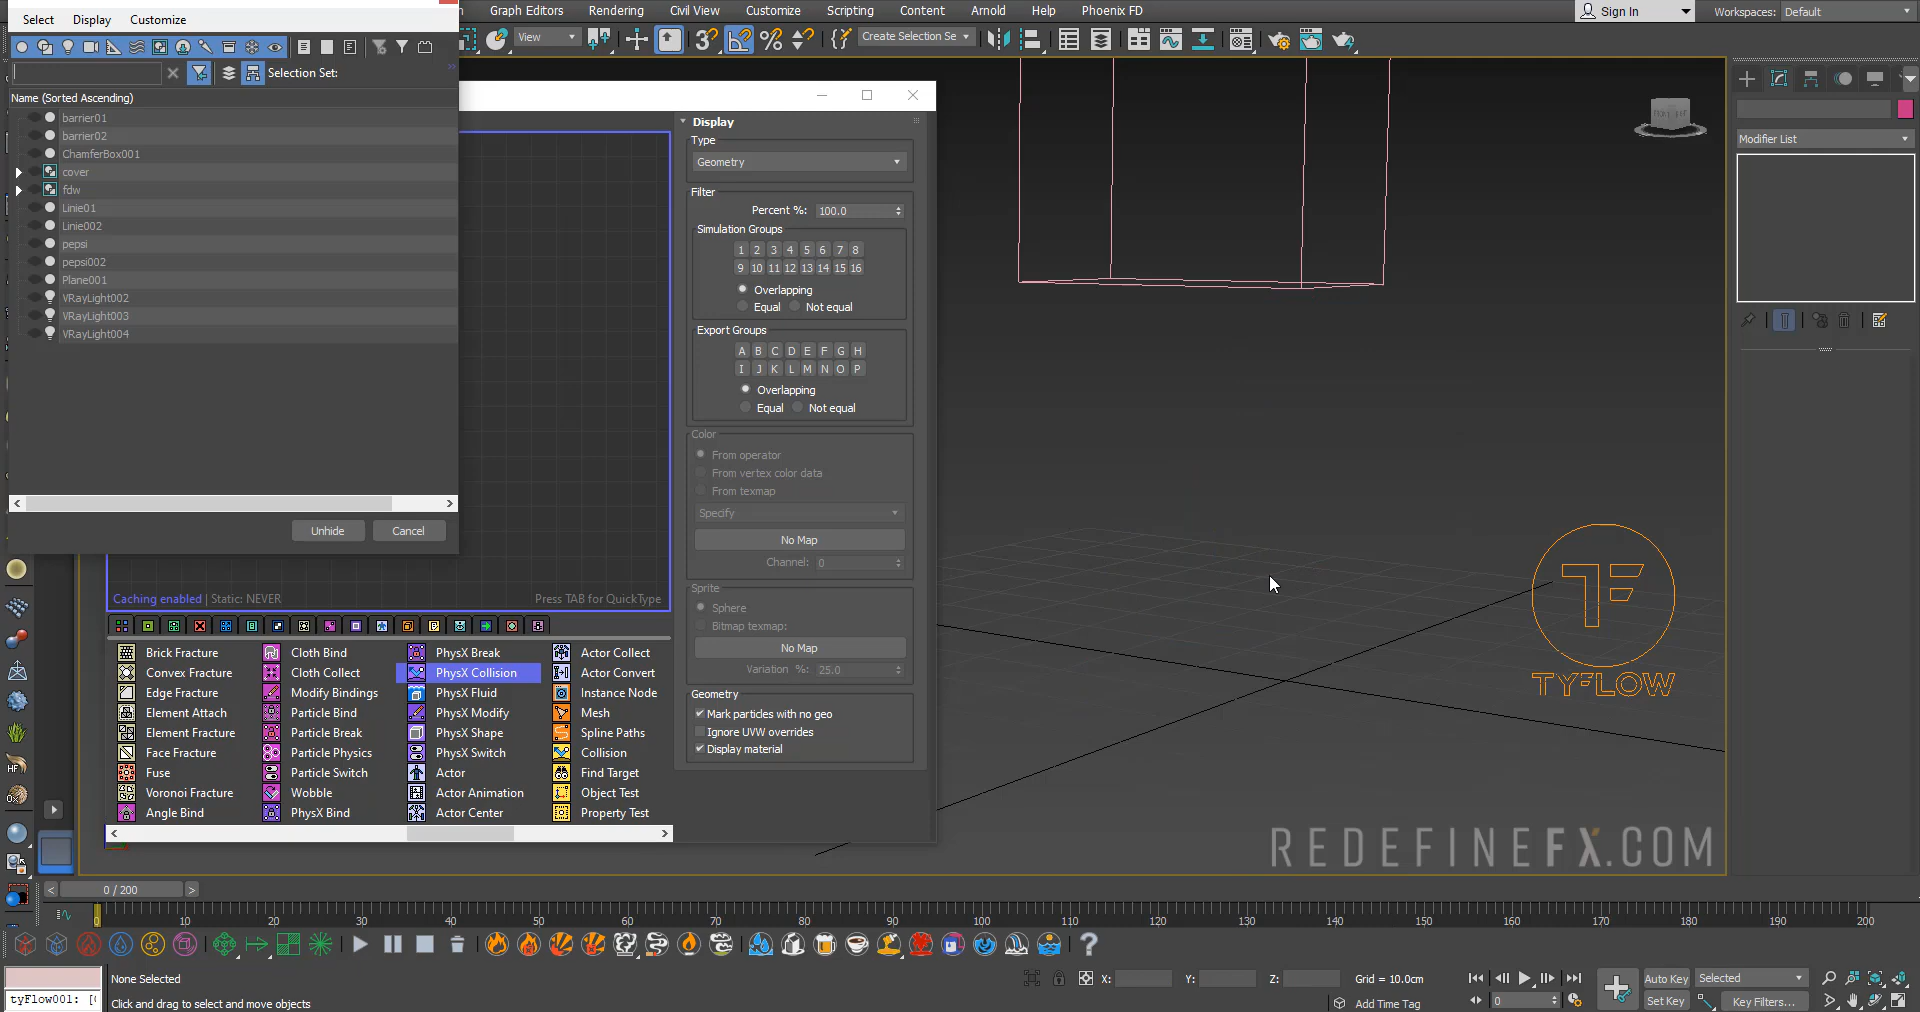 Select Display Customize
Graph Editors Rendering Civil View Customize Scripting Content Arnold Help Phoenix FD
Sign In Workspaces: Default
View
Create Selection Se
Selection Set:
Name (Sorted Ascending)
barrier01
barrier02
ChamferBox001
cover
fdw
Linie01
Linie002
pepsi
pepsi002
Plane001
VRayLight002
VRayLight003
VRayLight004
Unhide Cancel
Display
Type
Geometry
Filter
Percent %: 100.0
Simulation Groups
1 2 3 4 5 6 7 8
9 10 11 12 13 14 15 16
Overlapping
Equal Not equal
Export Groups
A B C D E F G H
I J K L M N O P
Overlapping
Equal Not equal
Color
From operator
From vertex color data
From texmap
Specify
No Map
Channel: 0
Sprite
Sphere
Bitmap texmap:
No Map
Variation %: 25.0
Geometry
Mark particles with no geo
Ignore UVW overrides
Display material
Modifier List
Caching enabled | Static: NEVER Press TAB for QuickType
Brick Fracture Cloth Bind PhysX Break Actor Collect
Convex Fracture Cloth Collect PhysX Collision Actor Convert
Edge Fracture Modify Bindings PhysX Fluid Instance Node
Element Attach Particle Bind PhysX Modify Mesh
Element Fracture Particle Break PhysX Shape Spline Paths
Face Fracture Particle Physics PhysX Switch Collision
Fuse Particle Switch Actor Find Target
Voronoi Fracture Wobble Actor Animation Object Test
Angle Bind PhysX Bind Actor Center Property Test
TF
TYFLOW
REDEFINEFX.COM
0 / 200
0 10 20 30 40 50 60 70 80 90 100 110 120 130 140 150 160 170 180 190 200
None Selected
X: Y: Z: Grid = 10.0cm
Auto Key Selected
tyFlow001: [
Click and drag to select and move objects
Add Time Tag
0
Set Key Key Filters...